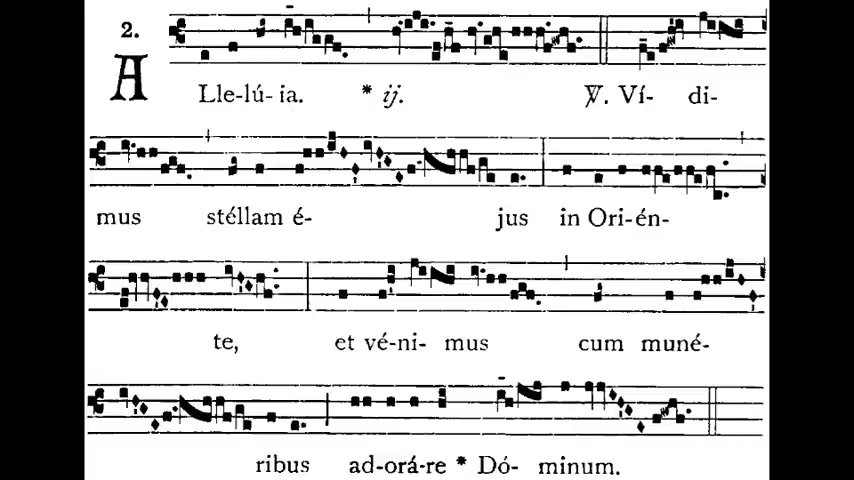 2.
A Lle-lú-ia. * ij. ℣. Ví- di-
mus stéllam é- jus in Ori-én-
te, et vé-ni- mus cum muné-
ribus ad-orá-re * Dó- minum.